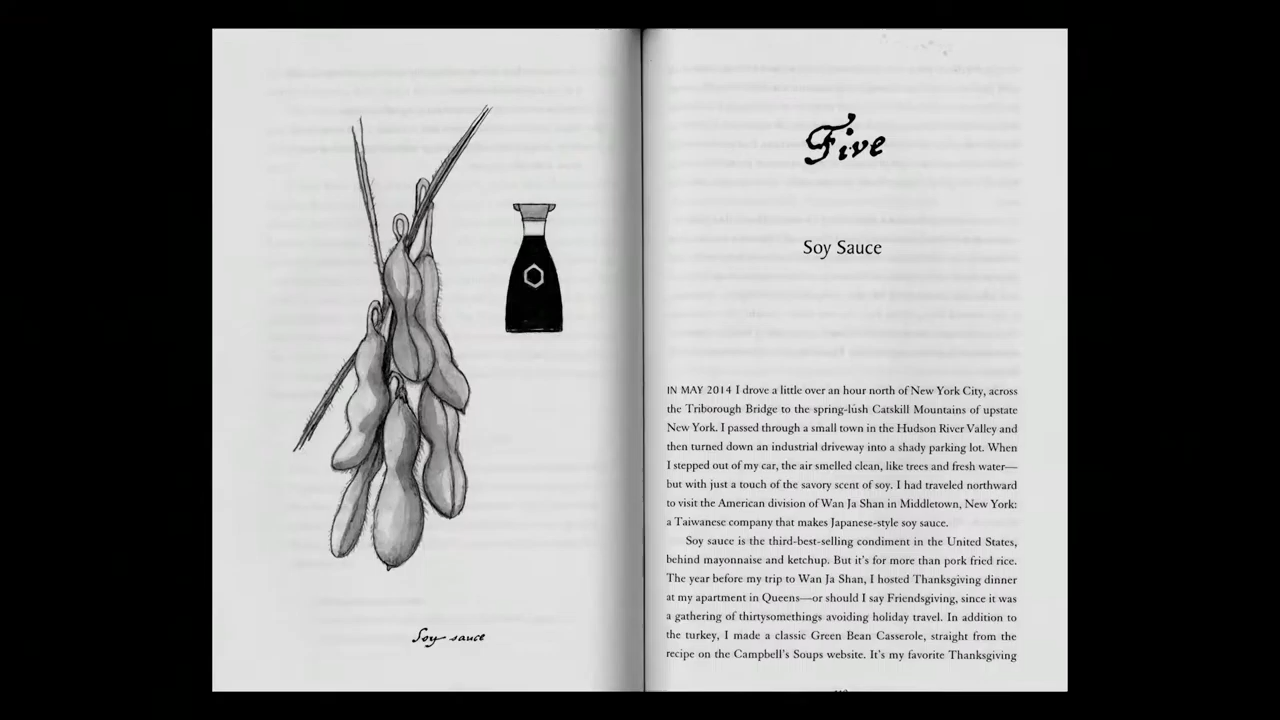 Soy sauce
Five
Soy Sauce
IN MAY 2014 I drove a little over an hour north of New York City, across
the Triborough Bridge to the spring-lush Catskill Mountains of upstate
New York. I passed through a small town in the Hudson River Valley and
then turned down an industrial driveway into a shady parking lot. When
I stepped out of my car, the air smelled clean, like trees and fresh water—
but with just a touch of the savory scent of soy. I had traveled northward
to visit the American division of Wan Ja Shan in Middletown, New York:
a Taiwanese company that makes Japanese-style soy sauce.
Soy sauce is the third-best-selling condiment in the United States,
behind mayonnaise and ketchup. But it's for more than pork fried rice.
The year before my trip to Wan Ja Shan, I hosted Thanksgiving dinner
at my apartment in Queens—or should I say Friendsgiving, since it was
a gathering of thirtysomethings avoiding holiday travel. In addition to
the turkey, I made a classic Green Bean Casserole, straight from the
recipe on the Campbell's Soups website. It's my favorite Thanksgiving